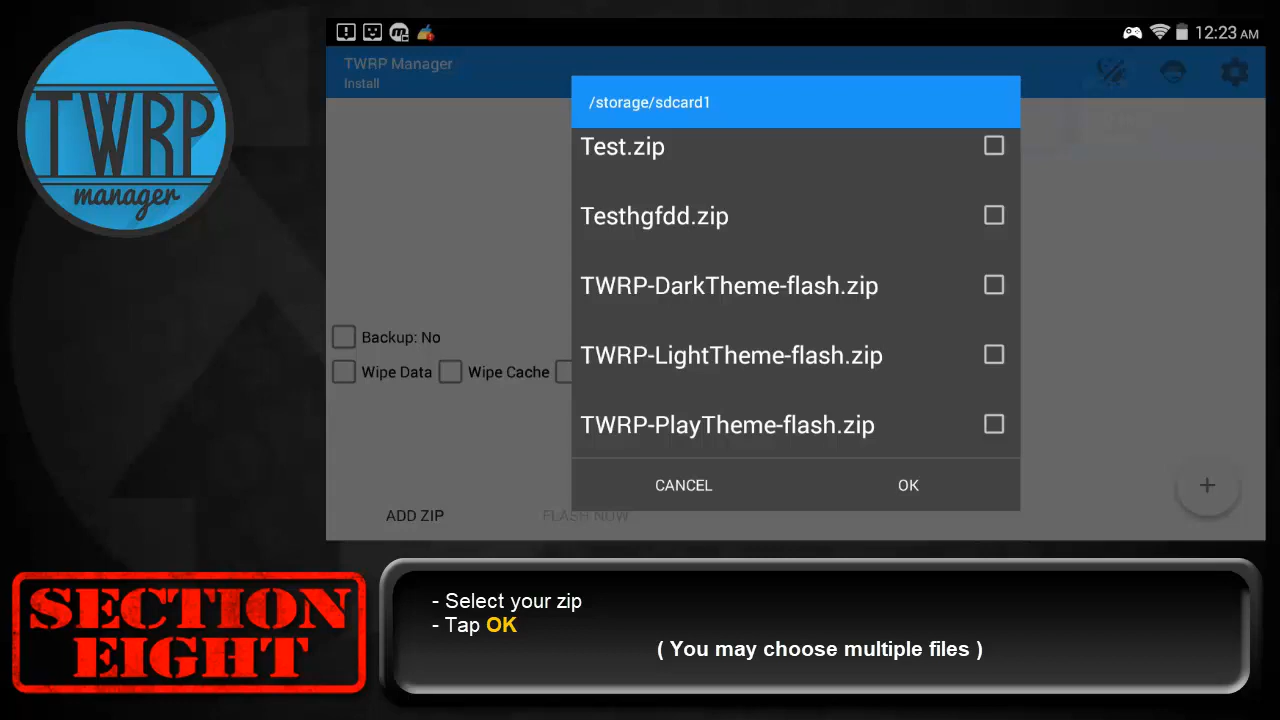 TWRP
manager
12:23 AM
TWRP Manager
Install
/storage/sdcard1
Test.zip
Testhgfdd.zip
TWRP-DarkTheme-flash.zip
TWRP-LightTheme-flash.zip
TWRP-PlayTheme-flash.zip
CANCEL OK
Backup: No
Wipe Data Wipe Cache
ADD ZIP FLASH NOW
SECTION
EIGHT
- Select your zip
- Tap OK
( You may choose multiple files )